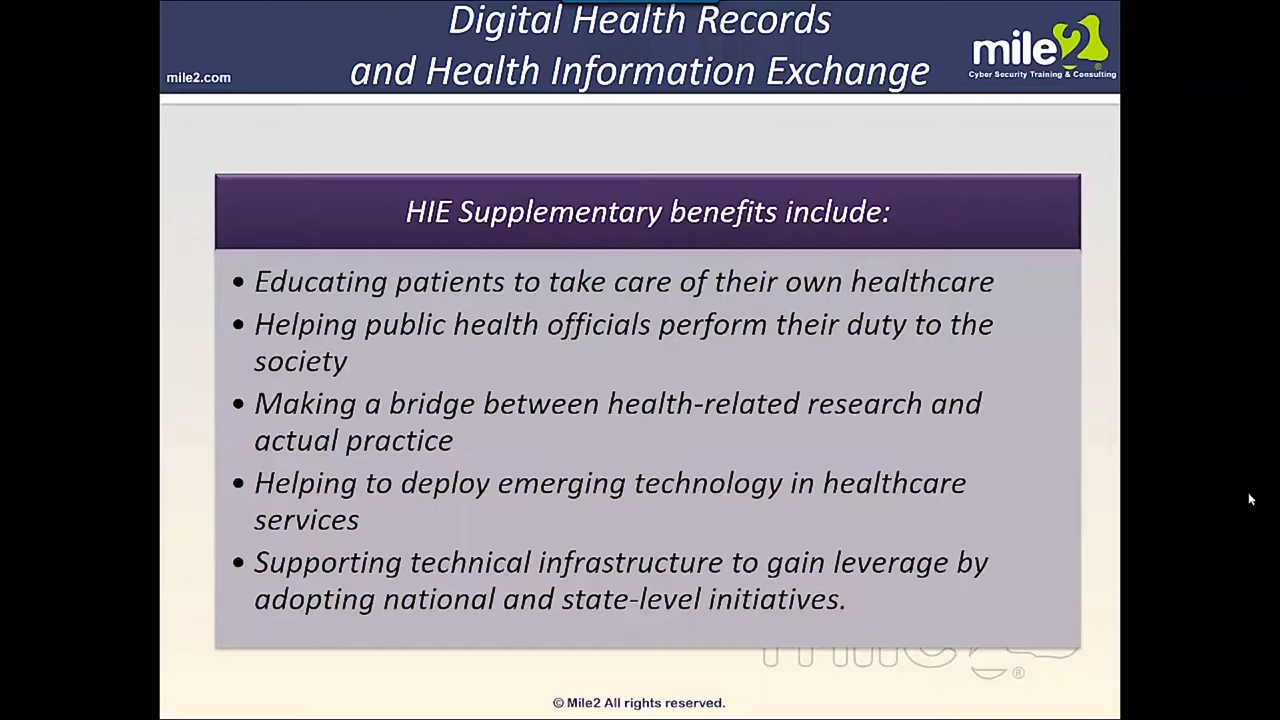 Digital Health Records
and Health Information Exchange
mile2.com
mile2
Cyber Security Training & Consulting
HIE Supplementary benefits include:
• Educating patients to take care of their own healthcare
• Helping public health officials perform their duty to the
society
• Making a bridge between health-related research and
actual practice
• Helping to deploy emerging technology in healthcare
services
• Supporting technical infrastructure to gain leverage by
adopting national and state-level initiatives.
mile2
®
© Mile2 All rights reserved.